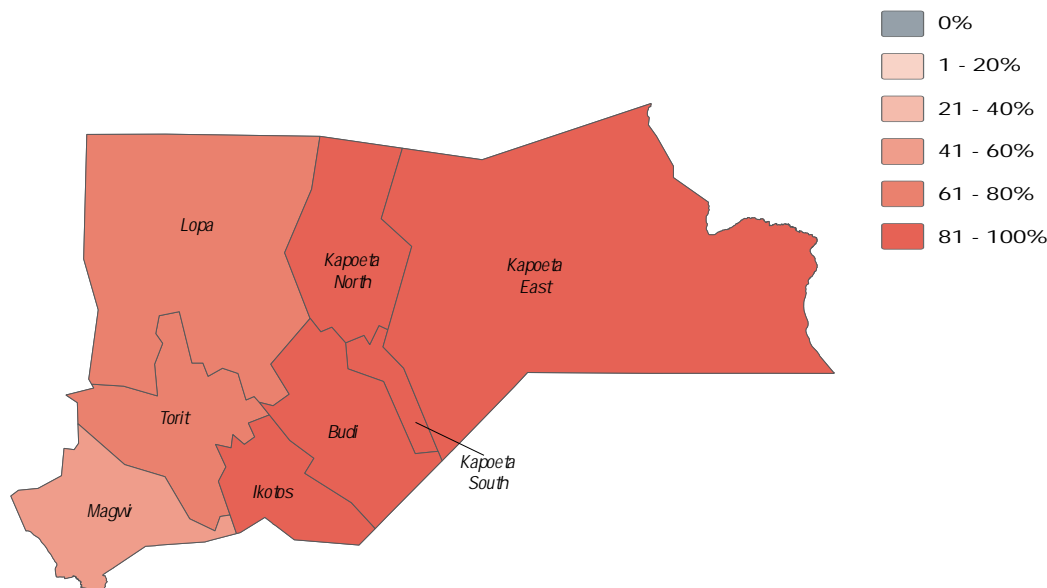 0%
1 - 20%
21 - 40%
41 - 60%
61 - 80%
81 - 100%
Lopa
Kapoeta
North
Kapoeta
East
Torit
Budi
Kapoeta
South
Ikotos
Magwi